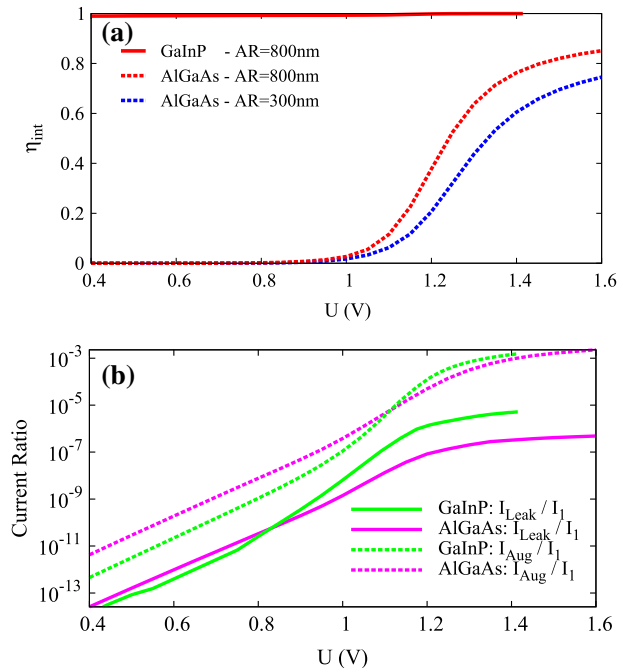 (a)
1
0.8
0.6
0.4
0.2
0
η_int
GaInP - AR=800nm
AlGaAs - AR=800nm
AlGaAs - AR=300nm
0.4 0.6 0.8 1 1.2 1.4 1.6
U (V)
(b)
10^-3
10^-5
10^-7
10^-9
10^-11
10^-13
Current Ratio
GaInP: I_Leak / I_1
AlGaAs: I_Leak / I_1
GaInP: I_Aug / I_1
AlGaAs: I_Aug / I_1
0.4 0.6 0.8 1 1.2 1.4 1.6
U (V)